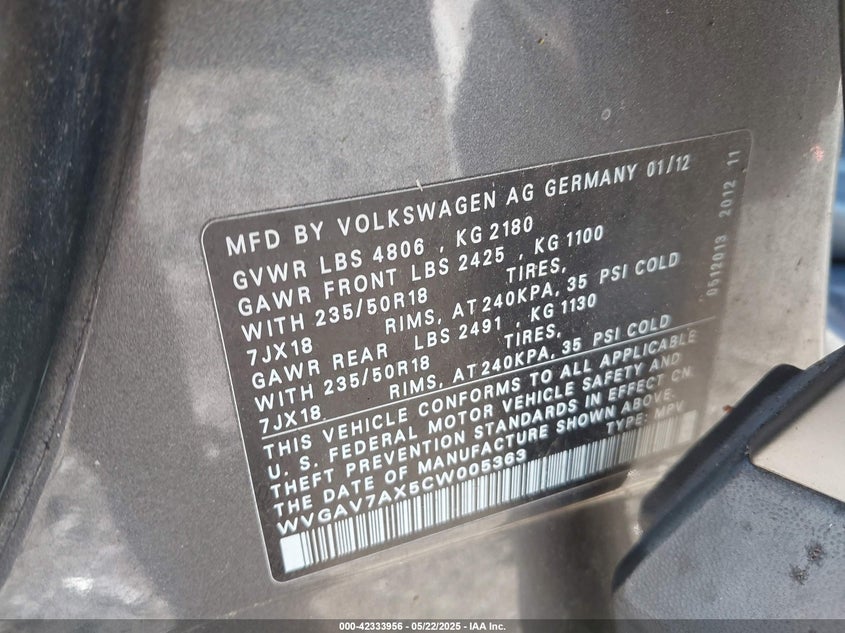 MFD BY VOLKSWAGEN AG GERMANY 01/12
GVWR LBS 4806 , KG 2180
GAWR FRONT LBS 2425 , KG 1100
WITH 235/50R18 TIRES,
7JX18 RIMS, AT 240KPA, 35 PSI COLD
GAWR REAR LBS 2491 , KG 1130
WITH 235/50R18 TIRES,
7JX18 RIMS, AT 240KPA, 35 PSI COLD
THIS VEHICLE CONFORMS TO ALL APPLICABLE
U. S. FEDERAL MOTOR VEHICLE SAFETY AND
THEFT PREVENTION STANDARDS IN EFFECT ON
THE DATE OF MANUFACTURE SHOWN ABOVE.
WVGAV7AX5CW005363 TYPE: MPV
0512013 2012 11
000-42333956 - 05/22/2025 - IAA Inc.